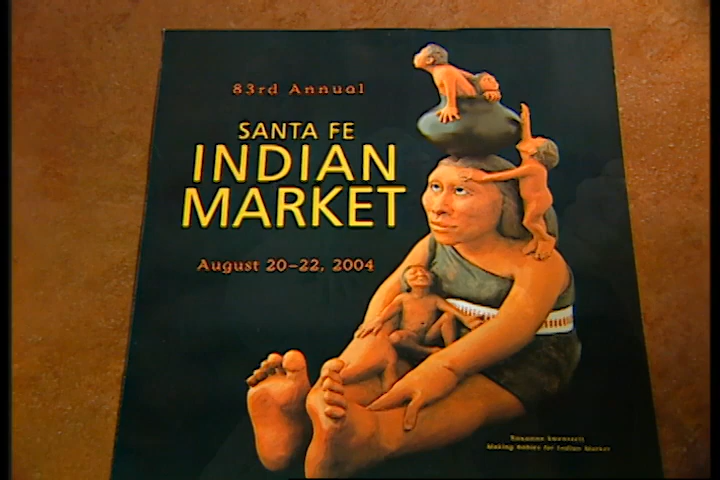 83rd Annual
SANTA FE
INDIAN
MARKET
August 20-22, 2004
Making Babies for Indian Market